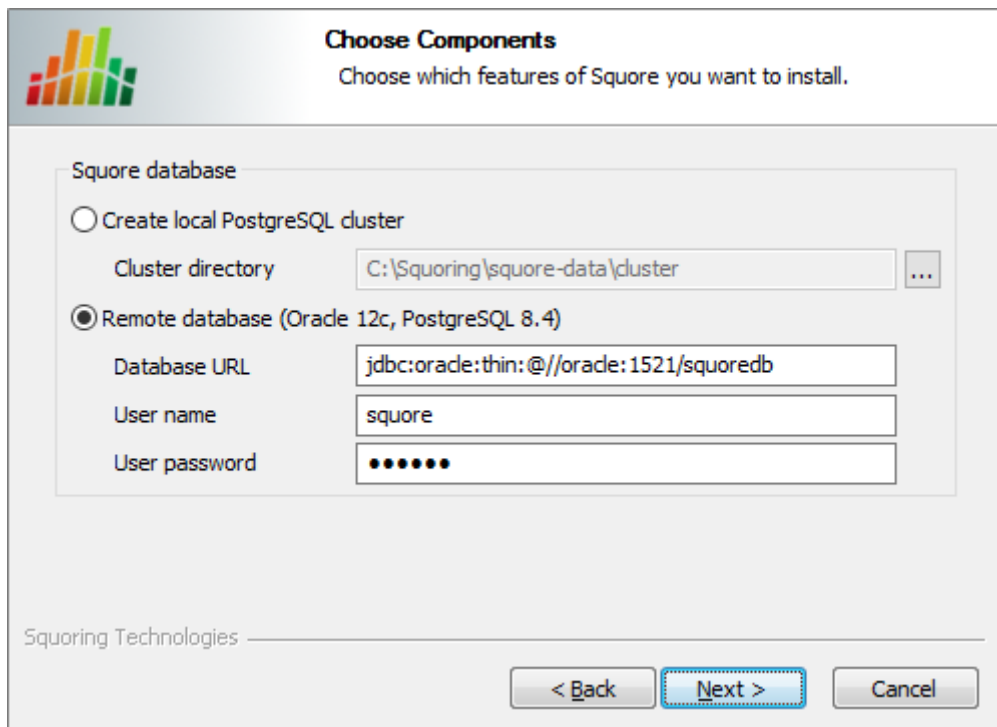 Choose Components
Choose which features of Squore you want to install.
Squore database
Create local PostgreSQL cluster
Cluster directory C:\Squoring\squore-data\cluster ...
Remote database (Oracle 12c, PostgreSQL 8.4)
Database URL jdbc:oracle:thin:@//oracle:1521/squoredb
User name squore
User password ●●●●●●
Squoring Technologies
< Back Next > Cancel